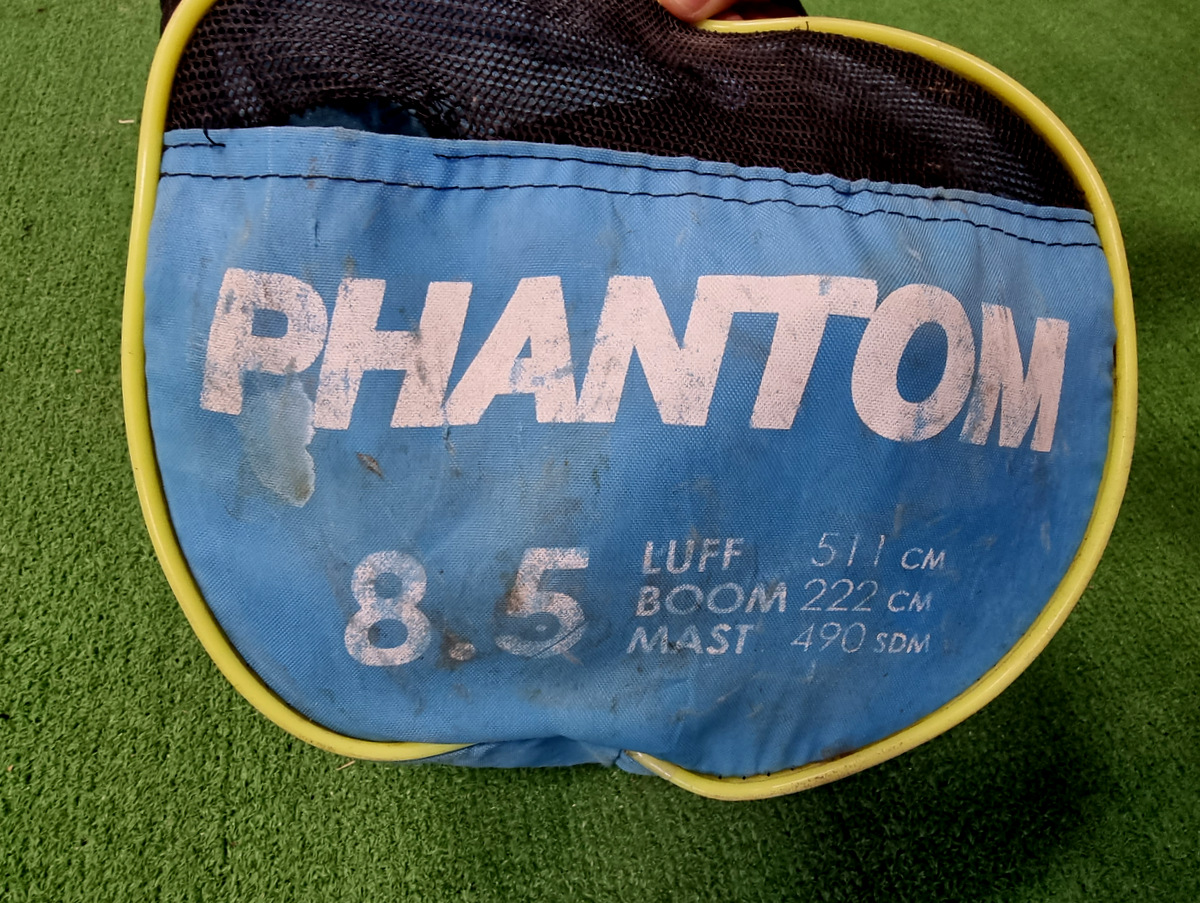 PHANTOM
8.5
LUFF 511 CM
BOOM 222 CM
MAST 490 SDM